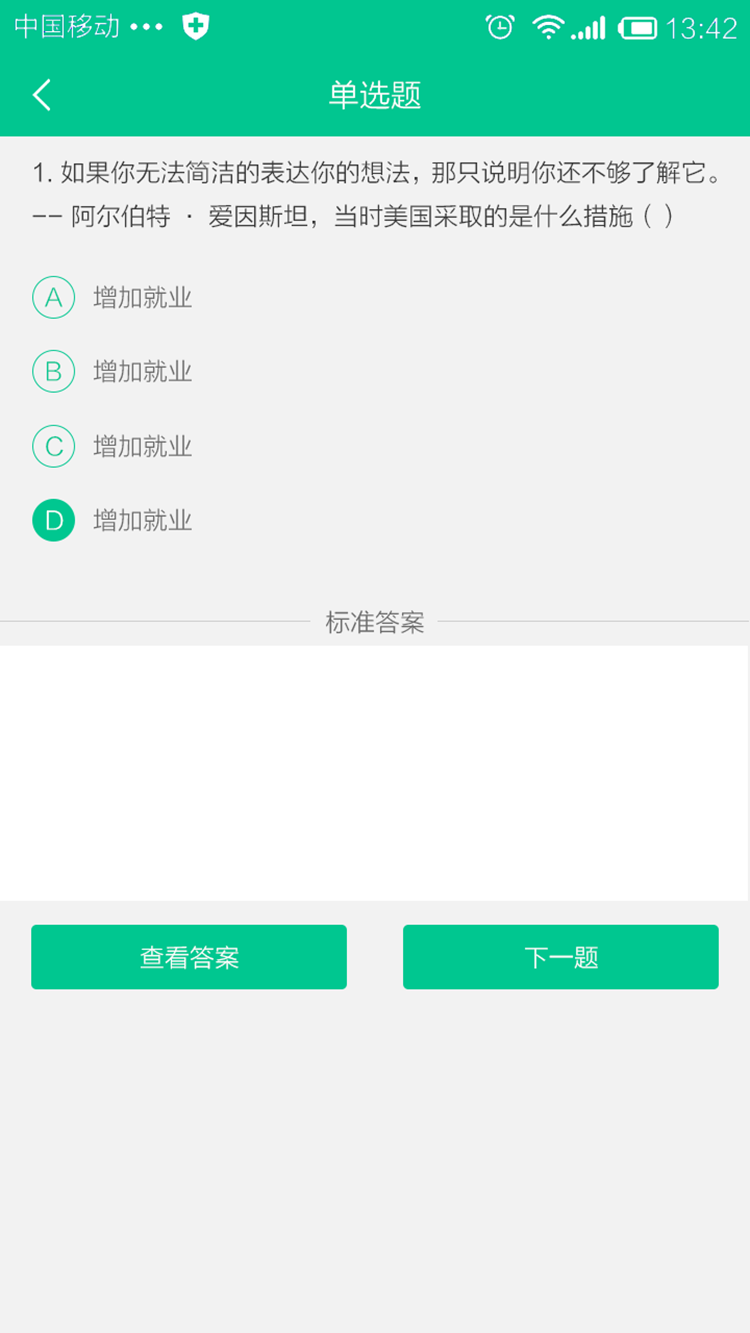 中国移动 ••• 13:42
单选题
1. 如果你无法简洁的表达你的想法，那只说明你还不够了解它。
-- 阿尔伯特 · 爱因斯坦，当时美国采取的是什么措施（ ）
A 增加就业
B 增加就业
C 增加就业
D 增加就业
标准答案
查看答案 下一题